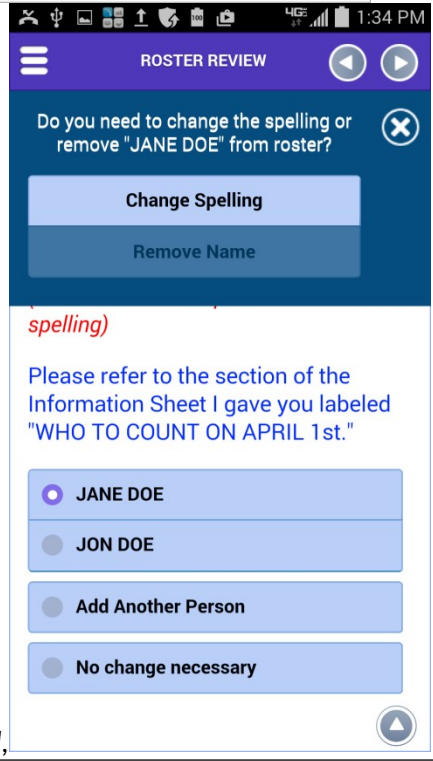 4G
1:34 PM
ROSTER REVIEW
Do you need to change the spelling or
remove "JANE DOE" from roster?
Change Spelling
Remove Name
spelling)
Please refer to the section of the
Information Sheet I gave you labeled
"WHO TO COUNT ON APRIL 1st."
JANE DOE
JON DOE
Add Another Person
No change necessary